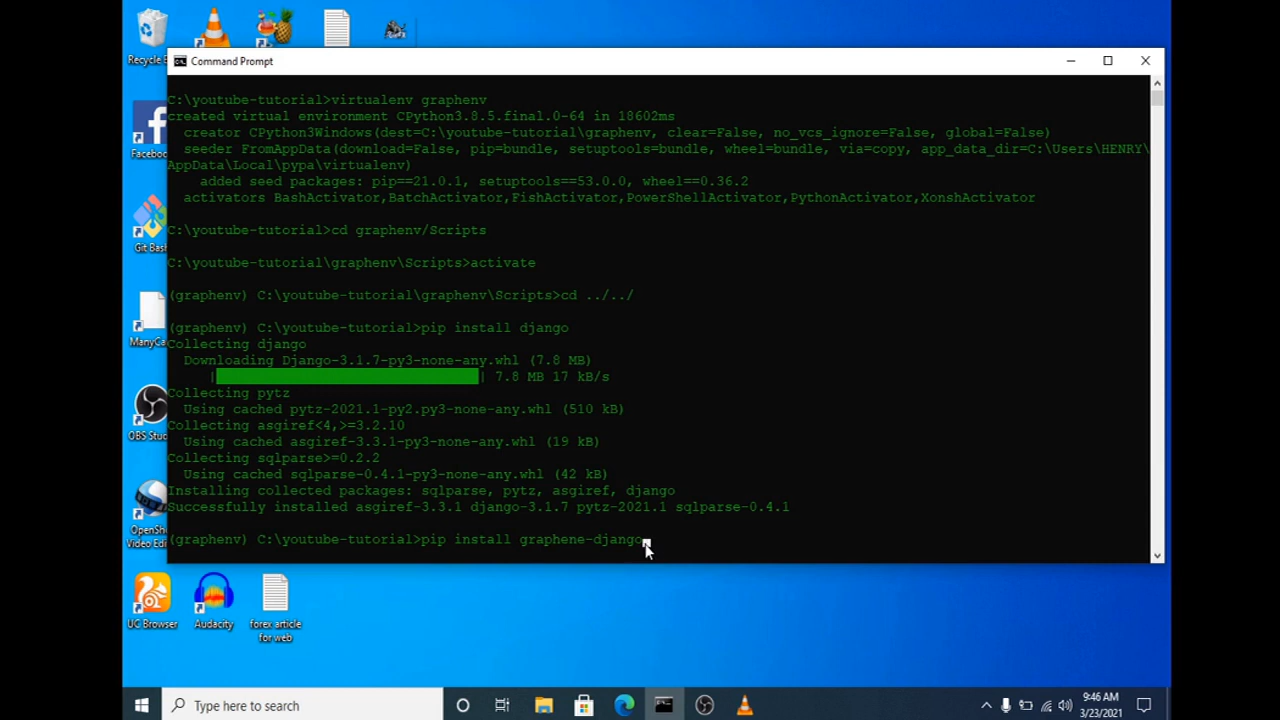 Recycle
Command Prompt
C:\youtube-tutorial>virtualenv graphenv
created virtual environment CPython3.8.5.final.0-64 in 18602ms
creator CPython3Windows(dest=C:\youtube-tutorial\graphenv, clear=False, no_vcs_ignore=False, global=False)
seeder FromAppData(download=False, pip=bundle, setuptools=bundle, wheel=bundle, via=copy, app_data_dir=C:\Users\HENRY\
AppData\Local\pypa\virtualenv)
added seed packages: pip==21.0.1, setuptools==53.0.0, wheel==0.36.2
activators BashActivator,BatchActivator,FishActivator,PowerShellActivator,PythonActivator,XonshActivator
C:\youtube-tutorial>cd graphenv/Scripts
C:\youtube-tutorial\graphenv\Scripts>activate
(graphenv) C:\youtube-tutorial\graphenv\Scripts>cd ../../
(graphenv) C:\youtube-tutorial>pip install django
Collecting django
Downloading Django-3.1.7-py3-none-any.whl (7.8 MB)
| | 7.8 MB 17 kB/s
Collecting pytz
Using cached pytz-2021.1-py2.py3-none-any.whl (510 kB)
Collecting asgiref<4,>=3.2.10
Using cached asgiref-3.3.1-py3-none-any.whl (19 kB)
Collecting sqlparse>=0.2.2
Using cached sqlparse-0.4.1-py3-none-any.whl (42 kB)
Installing collected packages: sqlparse, pytz, asgiref, django
Successfully installed asgiref-3.3.1 django-3.1.7 pytz-2021.1 sqlparse-0.4.1
(graphenv) C:\youtube-tutorial>pip install graphene-django
Faceboo
Git Bas
ManyCa
OBS Stud
OpenSho
Video Edi
UC Browser
Audacity
forex article
for web
Type here to search
9:46 AM
3/23/2021